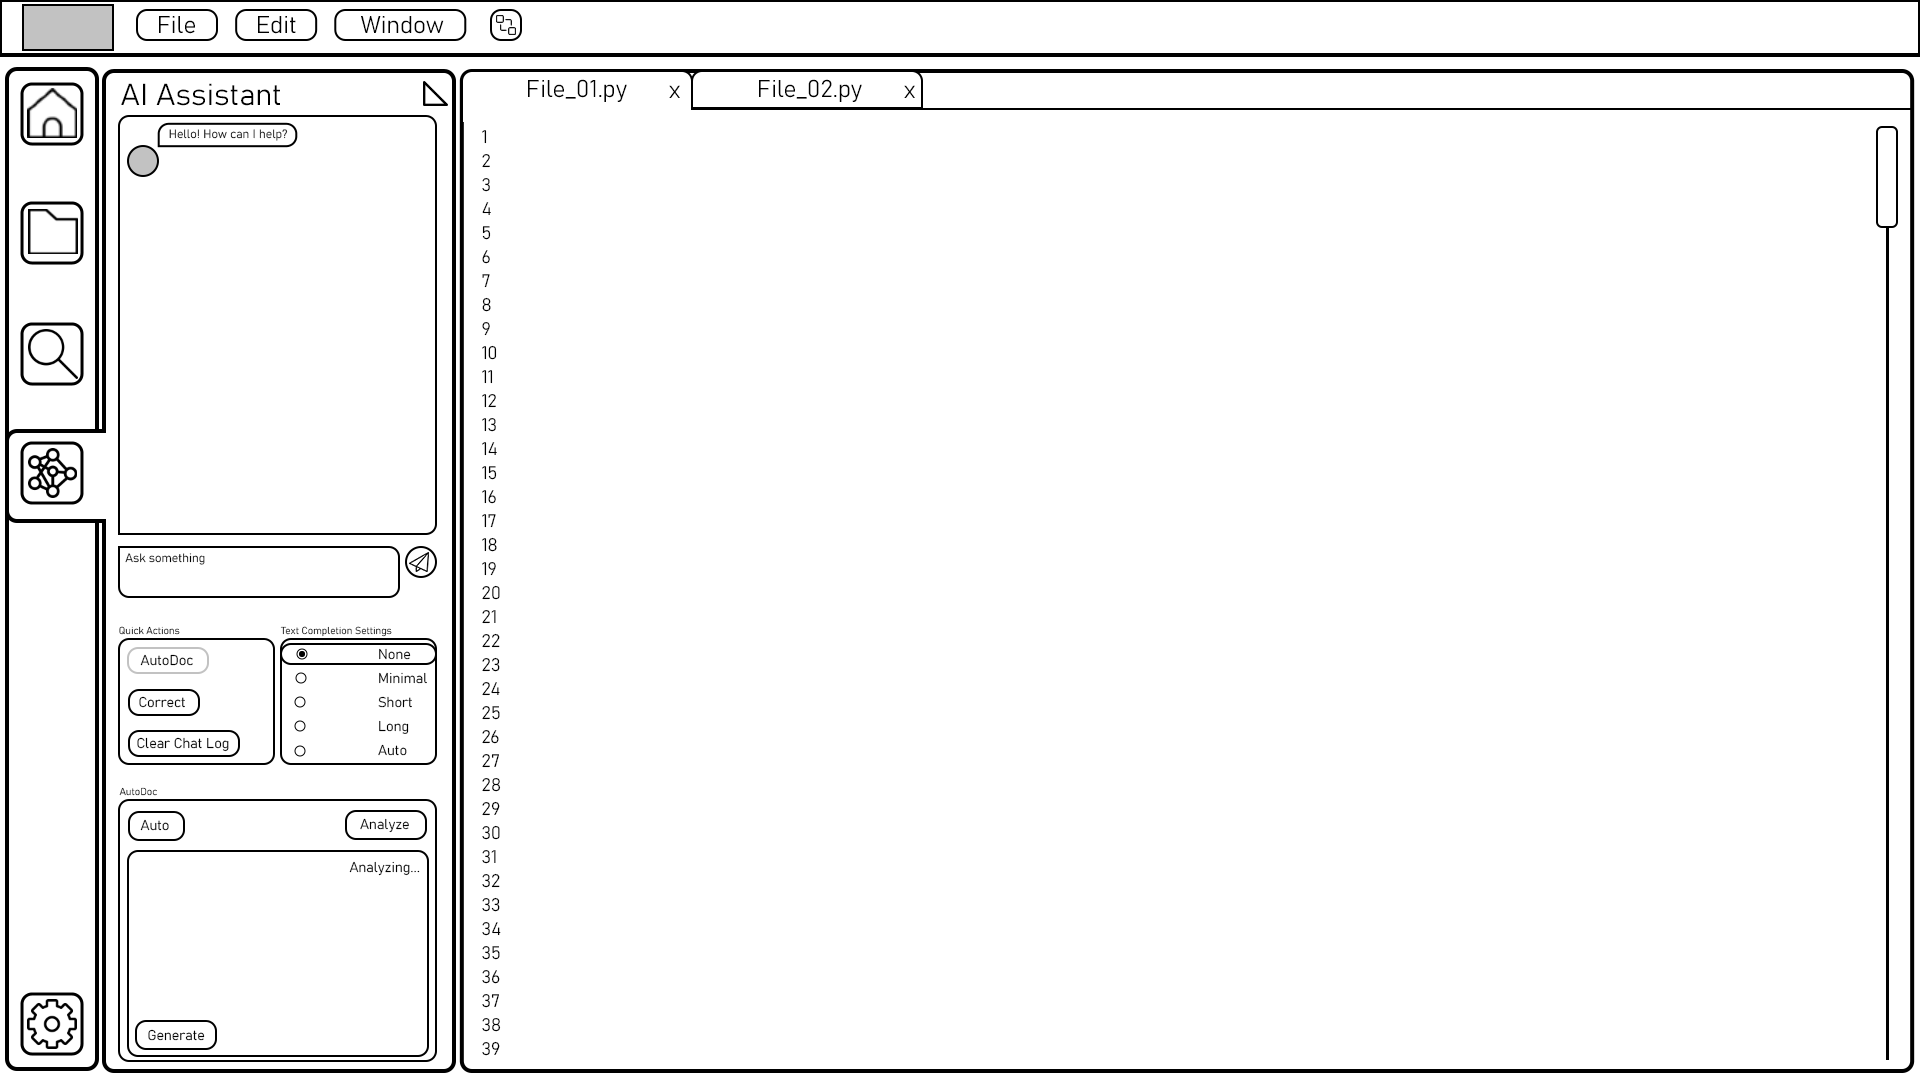 File Edit Window
AI Assistant
Hello! How can I help?
Ask something
Quick Actions
AutoDoc
Correct
Clear Chat Log
Text Completion Settings
None
Minimal
Short
Long
Auto
AutoDoc
Auto
Analyze
Analyzing...
Generate
File_01.py x File_02.py x
1
2
3
4
5
6
7
8
9
10
11
12
13
14
15
16
17
18
19
20
21
22
23
24
25
26
27
28
29
30
31
32
33
34
35
36
37
38
39